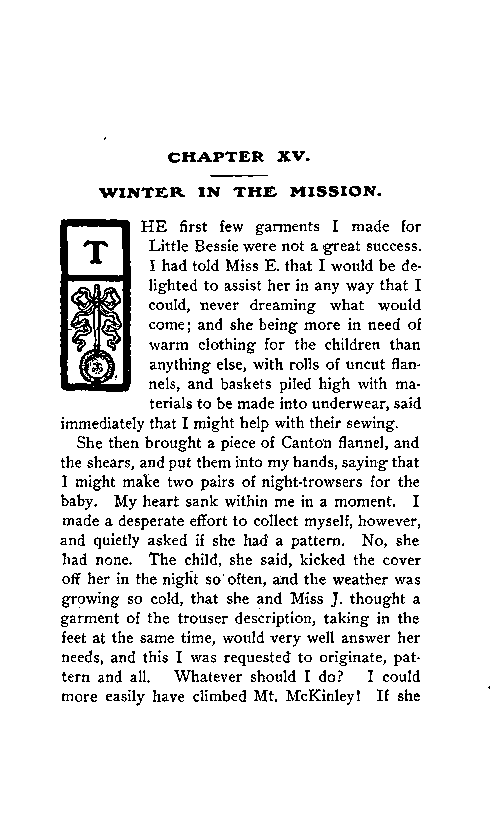 CHAPTER XV.
WINTER IN THE MISSION.
THE first few garments I made for
Little Bessie were not a great success.
I had told Miss E. that I would be de-
lighted to assist her in any way that I
could, never dreaming what would
come; and she being more in need of
warm clothing for the children than
anything else, with rolls of uncut flan-
nels, and baskets piled high with ma-
terials to be made into underwear, said
immediately that I might help with their sewing.
She then brought a piece of Canton flannel, and
the shears, and put them into my hands, saying that
I might make two pairs of night-trowsers for the
baby. My heart sank within me in a moment. I
made a desperate effort to collect myself, however,
and quietly asked if she had a pattern. No, she
had none. The child, she said, kicked the cover
off her in the night so often, and the weather was
growing so cold, that she and Miss J. thought a
garment of the trouser description, taking in the
feet at the same time, would very well answer her
needs, and this I was requested to originate, pat-
tern and all. Whatever should I do? I could
more easily have climbed Mt. McKinley! If she